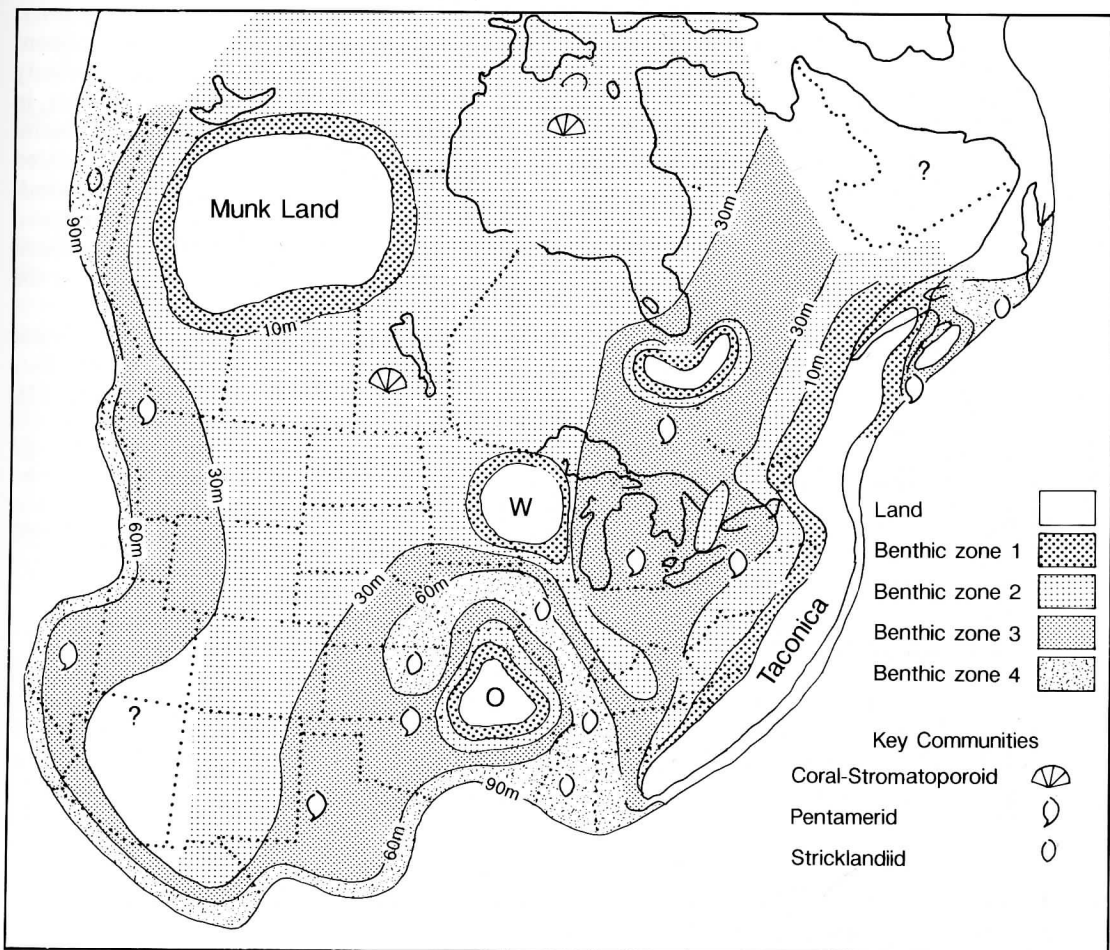 Munk Land
?
30m
90m
10m
30m
10m
30m
W
60m
30m
60m
O
?
Taconica
90m
60m
Land
Benthic zone 1
Benthic zone 2
Benthic zone 3
Benthic zone 4
Key Communities
Coral-Stromatoporoid
Pentamerid
Stricklandiid